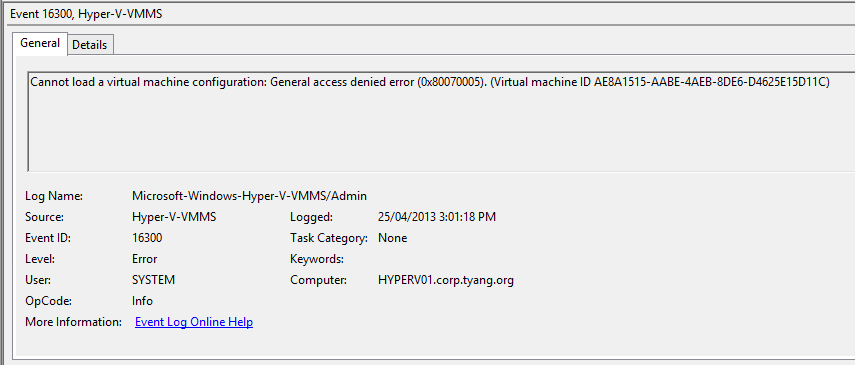 Event 16300, Hyper-V-VMMS
General Details
Cannot load a virtual machine configuration: General access denied error (0x80070005). (Virtual machine ID AE8A1515-AABE-4AEB-8DE6-D4625E15D11C)
Log Name: Microsoft-Windows-Hyper-V-VMMS/Admin
Source: Hyper-V-VMMS Logged: 25/04/2013 3:01:18 PM
Event ID: 16300 Task Category: None
Level: Error Keywords:
User: SYSTEM Computer: HYPERV01.corp.tyang.org
OpCode: Info
More Information: Event Log Online Help